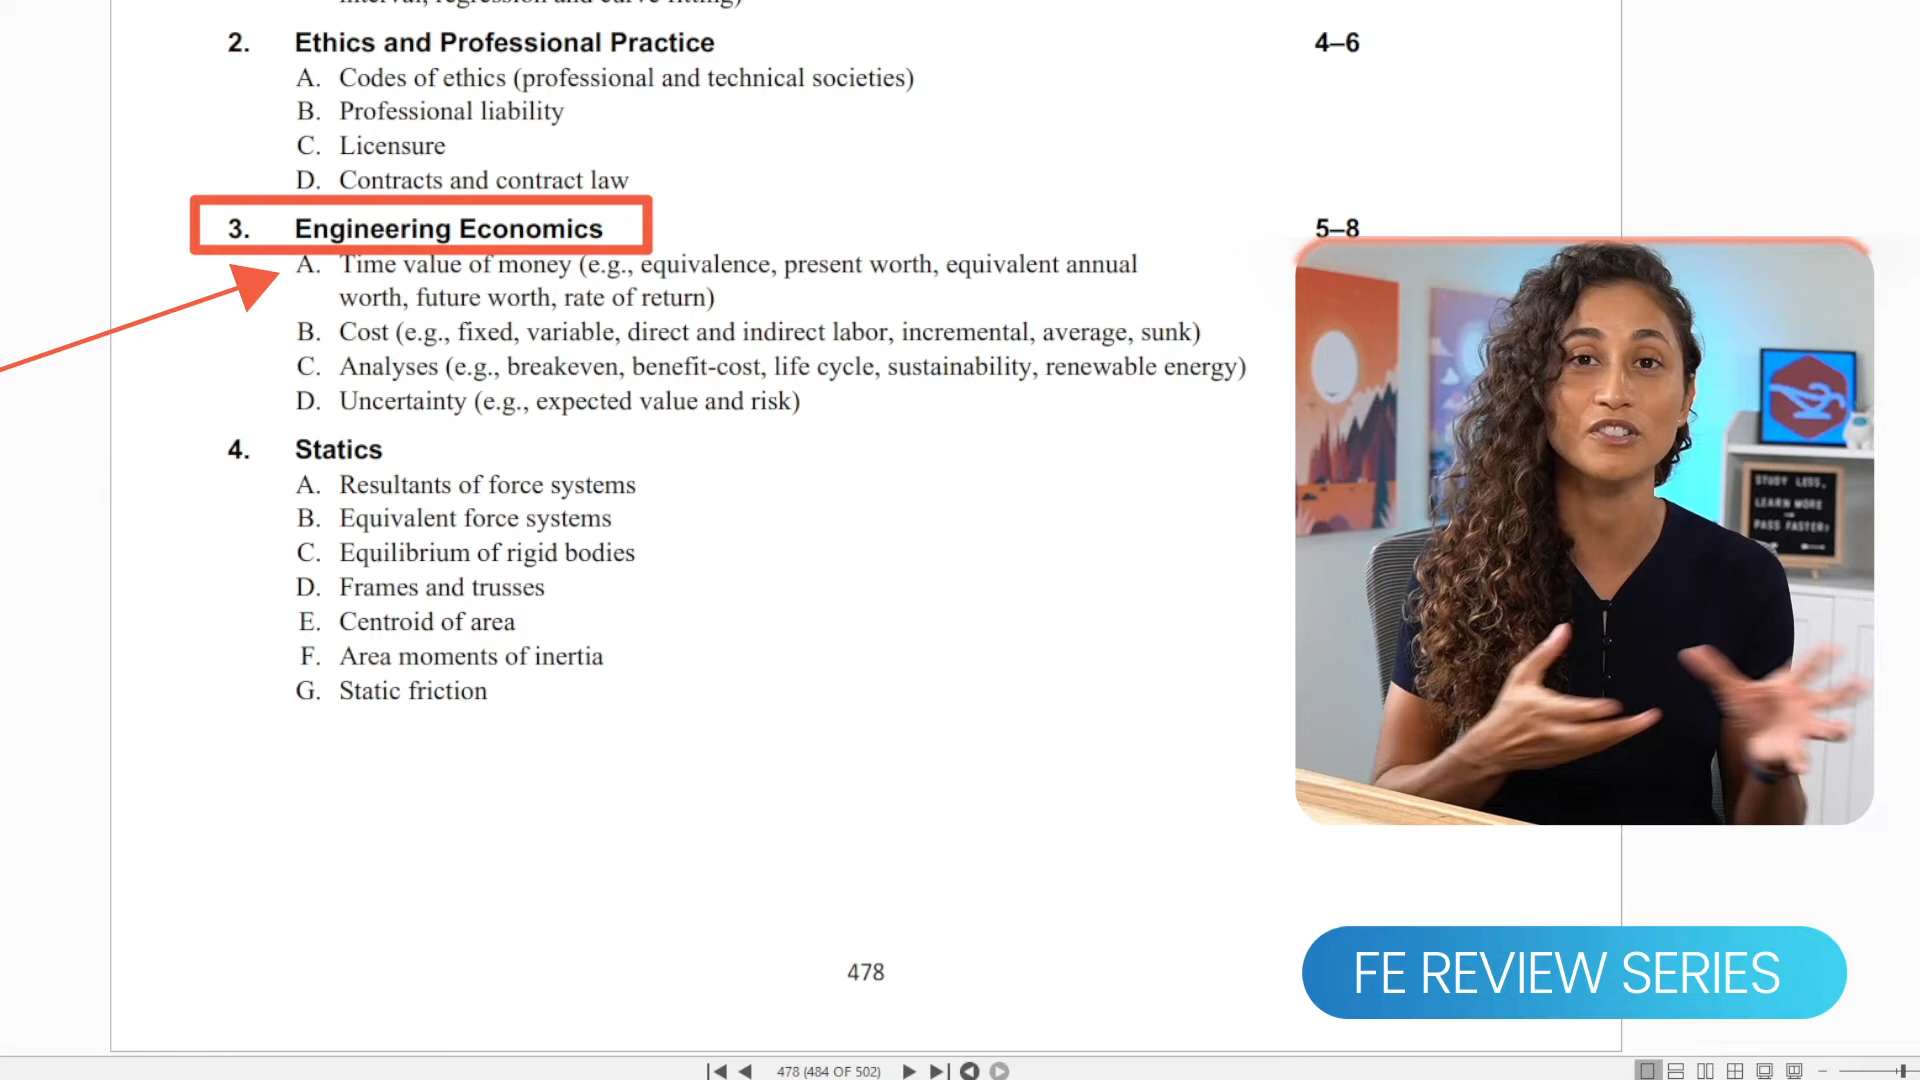 interval, regression and curve fitting)
2. Ethics and Professional Practice 4–6
A. Codes of ethics (professional and technical societies)
B. Professional liability
C. Licensure
D. Contracts and contract law
3. Engineering Economics 5–8
A. Time value of money (e.g., equivalence, present worth, equivalent annual
worth, future worth, rate of return)
B. Cost (e.g., fixed, variable, direct and indirect labor, incremental, average, sunk)
C. Analyses (e.g., breakeven, benefit-cost, life cycle, sustainability, renewable energy)
D. Uncertainty (e.g., expected value and risk)
4. Statics
A. Resultants of force systems
B. Equivalent force systems
C. Equilibrium of rigid bodies
D. Frames and trusses
E. Centroid of area
F. Area moments of inertia
G. Static friction
STUDY LESS,
LEARN MORE
PASS FASTER!
478
FE REVIEW SERIES
478 (484 OF 502)